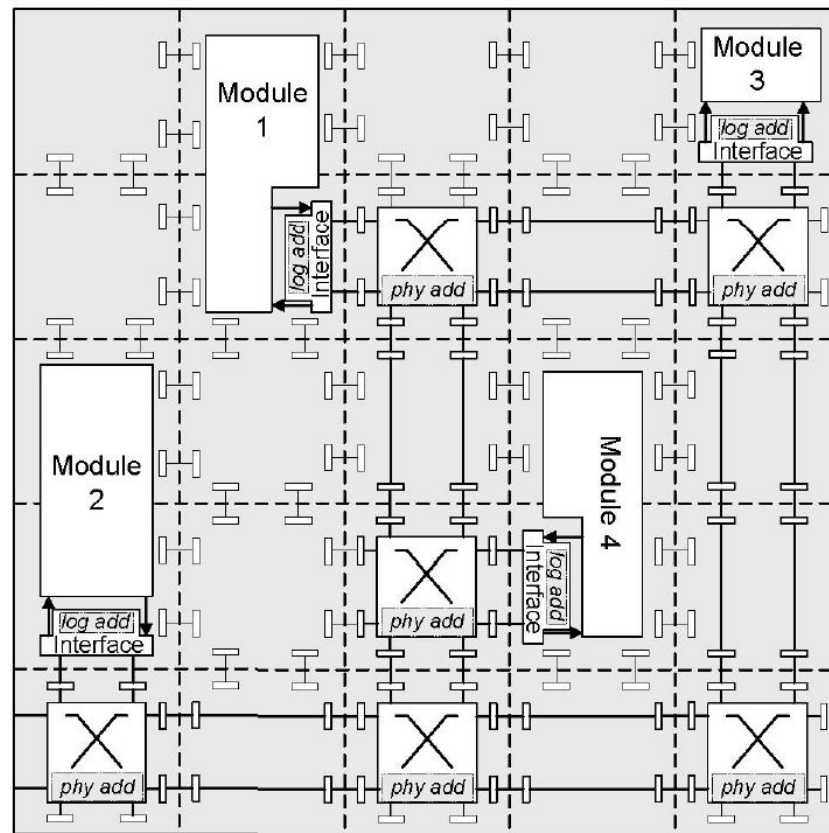 Module
1
Module
3
log add
Interface
log add
Interface
phy add
phy add
Module
2
Module 4
log add
Interface
phy add
log add
Interface
phy add
phy add
phy add